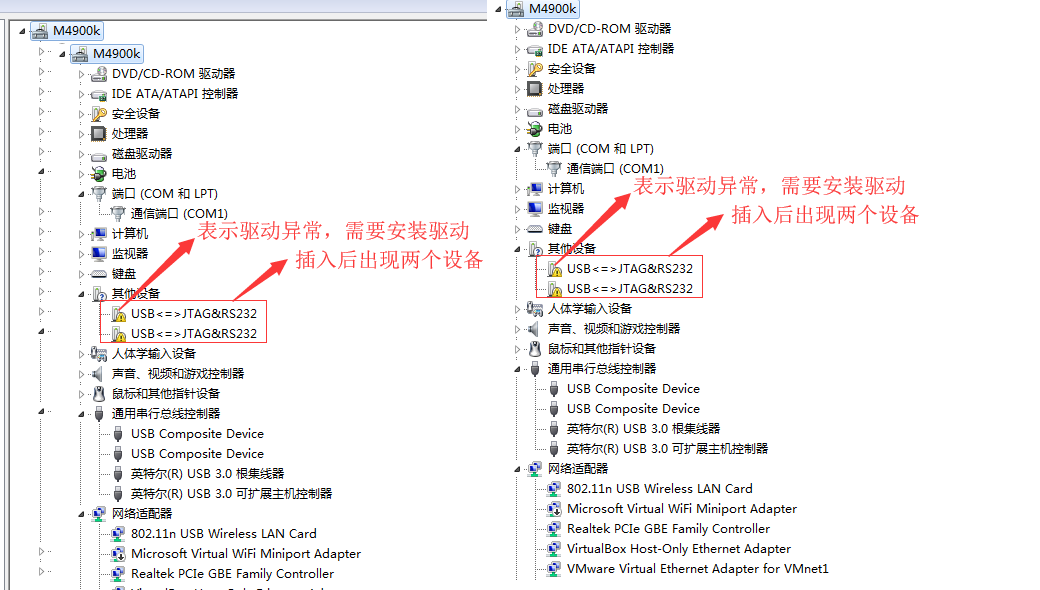 M4900k
M4900k
DVD/CD-ROM 驱动器
IDE ATA/ATAPI 控制器
安全设备
处理器
磁盘驱动器
电池
端口 (COM 和 LPT)
通信端口 (COM1)
计算机
监视器
键盘
其他设备
USB<=>JTAG&RS232
USB<=>JTAG&RS232
人体学输入设备
声音、视频和游戏控制器
鼠标和其他指针设备
通用串行总线控制器
USB Composite Device
USB Composite Device
英特尔(R) USB 3.0 根集线器
英特尔(R) USB 3.0 可扩展主机控制器
网络适配器
802.11n USB Wireless LAN Card
Microsoft Virtual WiFi Miniport Adapter
Realtek PCIe GBE Family Controller
表示驱动异常，需要安装驱动
插入后出现两个设备
M4900k
DVD/CD-ROM 驱动器
IDE ATA/ATAPI 控制器
安全设备
处理器
磁盘驱动器
电池
端口 (COM 和 LPT)
通信端口 (COM1)
计算机
监视器
键盘
其他设备
USB<=>JTAG&RS232
USB<=>JTAG&RS232
人体学输入设备
声音、视频和游戏控制器
鼠标和其他指针设备
通用串行总线控制器
USB Composite Device
USB Composite Device
英特尔(R) USB 3.0 根集线器
英特尔(R) USB 3.0 可扩展主机控制器
网络适配器
802.11n USB Wireless LAN Card
Microsoft Virtual WiFi Miniport Adapter
Realtek PCIe GBE Family Controller
VirtualBox Host-Only Ethernet Adapter
VMware Virtual Ethernet Adapter for VMnet1
表示驱动异常，需要安装驱动
插入后出现两个设备